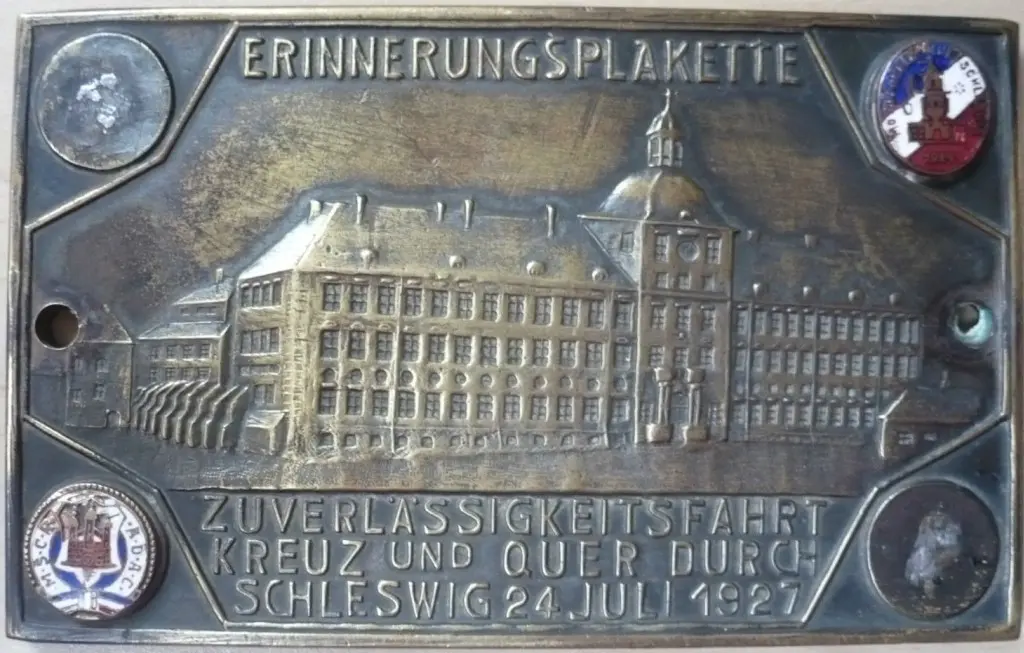 ERINNERUNGSPLAKETTE
M.S.C.
A.D.A.C.
ZUVERLÄSSIGKEITSFAHRT
KREUZ UND QUER DURCH
SCHLESWIG 24 JULI 1927